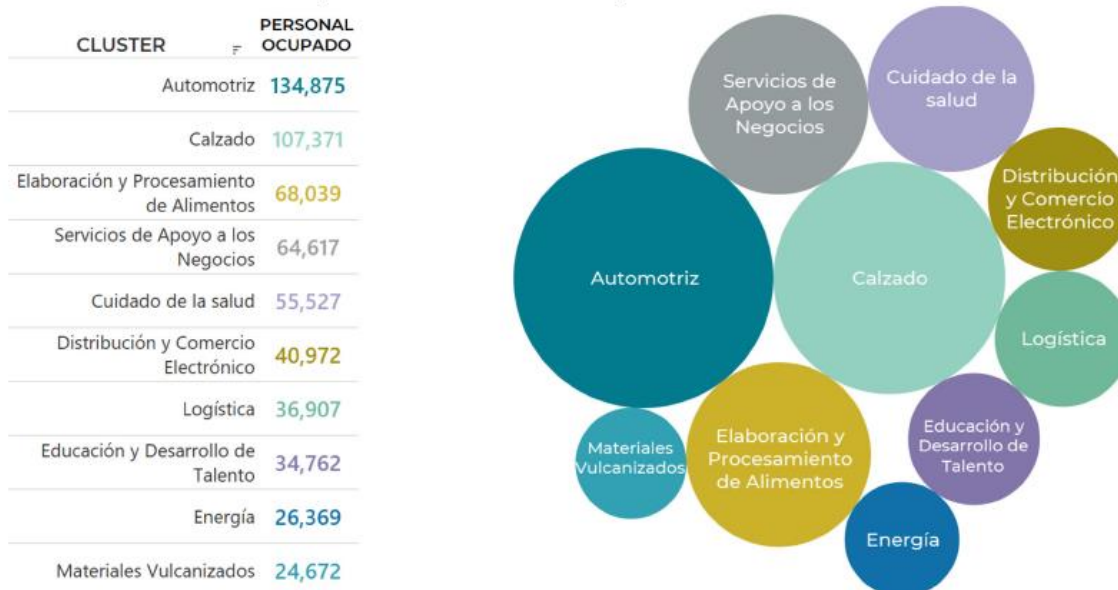 CLUSTER
PERSONAL
OCUPADO
Automotriz 134,875
Calzado 107,371
Elaboración y Procesamiento
de Alimentos
68,039
Servicios de Apoyo a los
Negocios
64,617
Cuidado de la salud 55,527
Distribución y Comercio
Electrónico
40,972
Logística 36,907
Educación y Desarrollo de
Talento
34,762
Energía 26,369
Materiales Vulcanizados 24,672
Servicios de
Apoyo a los
Negocios
Cuidado de la
salud
Distribución
y Comercio
Electrónico
Automotriz
Calzado
Logística
Materiales
Vulcanizados
Elaboración y
Procesamiento
de Alimentos
Educación y
Desarrollo de
Talento
Energía